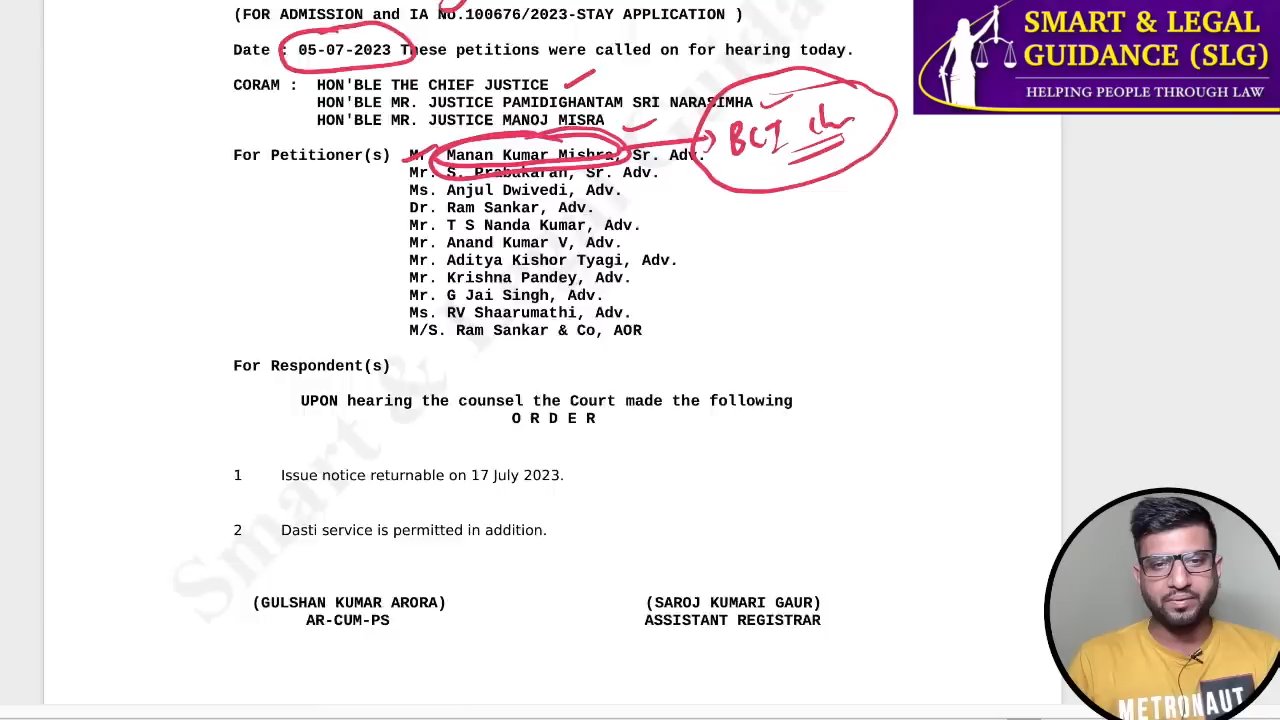 (FOR ADMISSION and IA No.100676/2023-STAY APPLICATION )
Date : 05-07-2023 These petitions were called on for hearing today.
CORAM : HON'BLE THE CHIEF JUSTICE
HON'BLE MR. JUSTICE PAMIDIGHANTAM SRI NARASIMHA
HON'BLE MR. JUSTICE MANOJ MISRA
For Petitioner(s) Mr. Manan Kumar Mishra, Sr. Adv.
Mr. S. Prabakaran, Sr. Adv.
Ms. Anjul Dwivedi, Adv.
Dr. Ram Sankar, Adv.
Mr. T S Nanda Kumar, Adv.
Mr. Anand Kumar V, Adv.
Mr. Aditya Kishor Tyagi, Adv.
Mr. Krishna Pandey, Adv.
Mr. G Jai Singh, Adv.
Ms. RV Shaarumathi, Adv.
M/S. Ram Sankar & Co, AOR
For Respondent(s)
UPON hearing the counsel the Court made the following
O R D E R
1 Issue notice returnable on 17 July 2023.
2 Dasti service is permitted in addition.
(GULSHAN KUMAR ARORA) (SAROJ KUMARI GAUR)
AR-CUM-PS ASSISTANT REGISTRAR
BCI
SMART & LEGAL
GUIDANCE (SLG)
HELPING PEOPLE THROUGH LAW
Smart &
METRONAUT